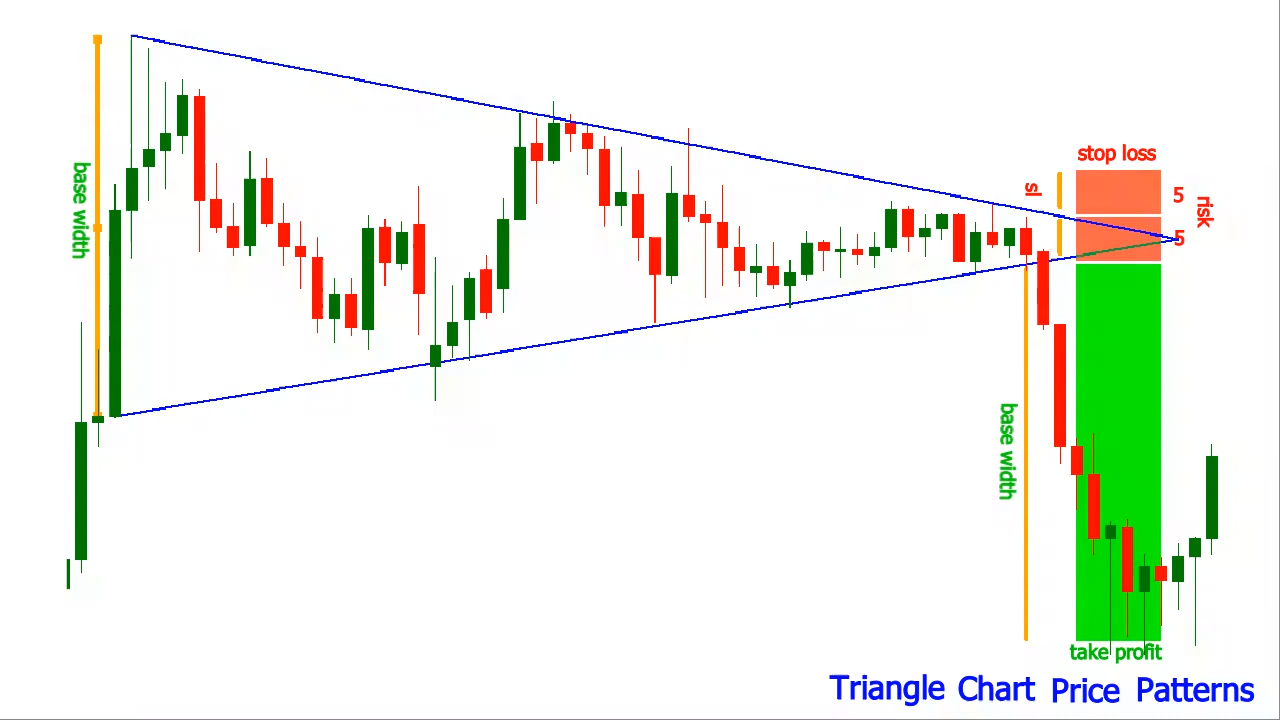 base width
stop loss
sl
5
risk
5
base width
take profit
Triangle Chart Price Patterns